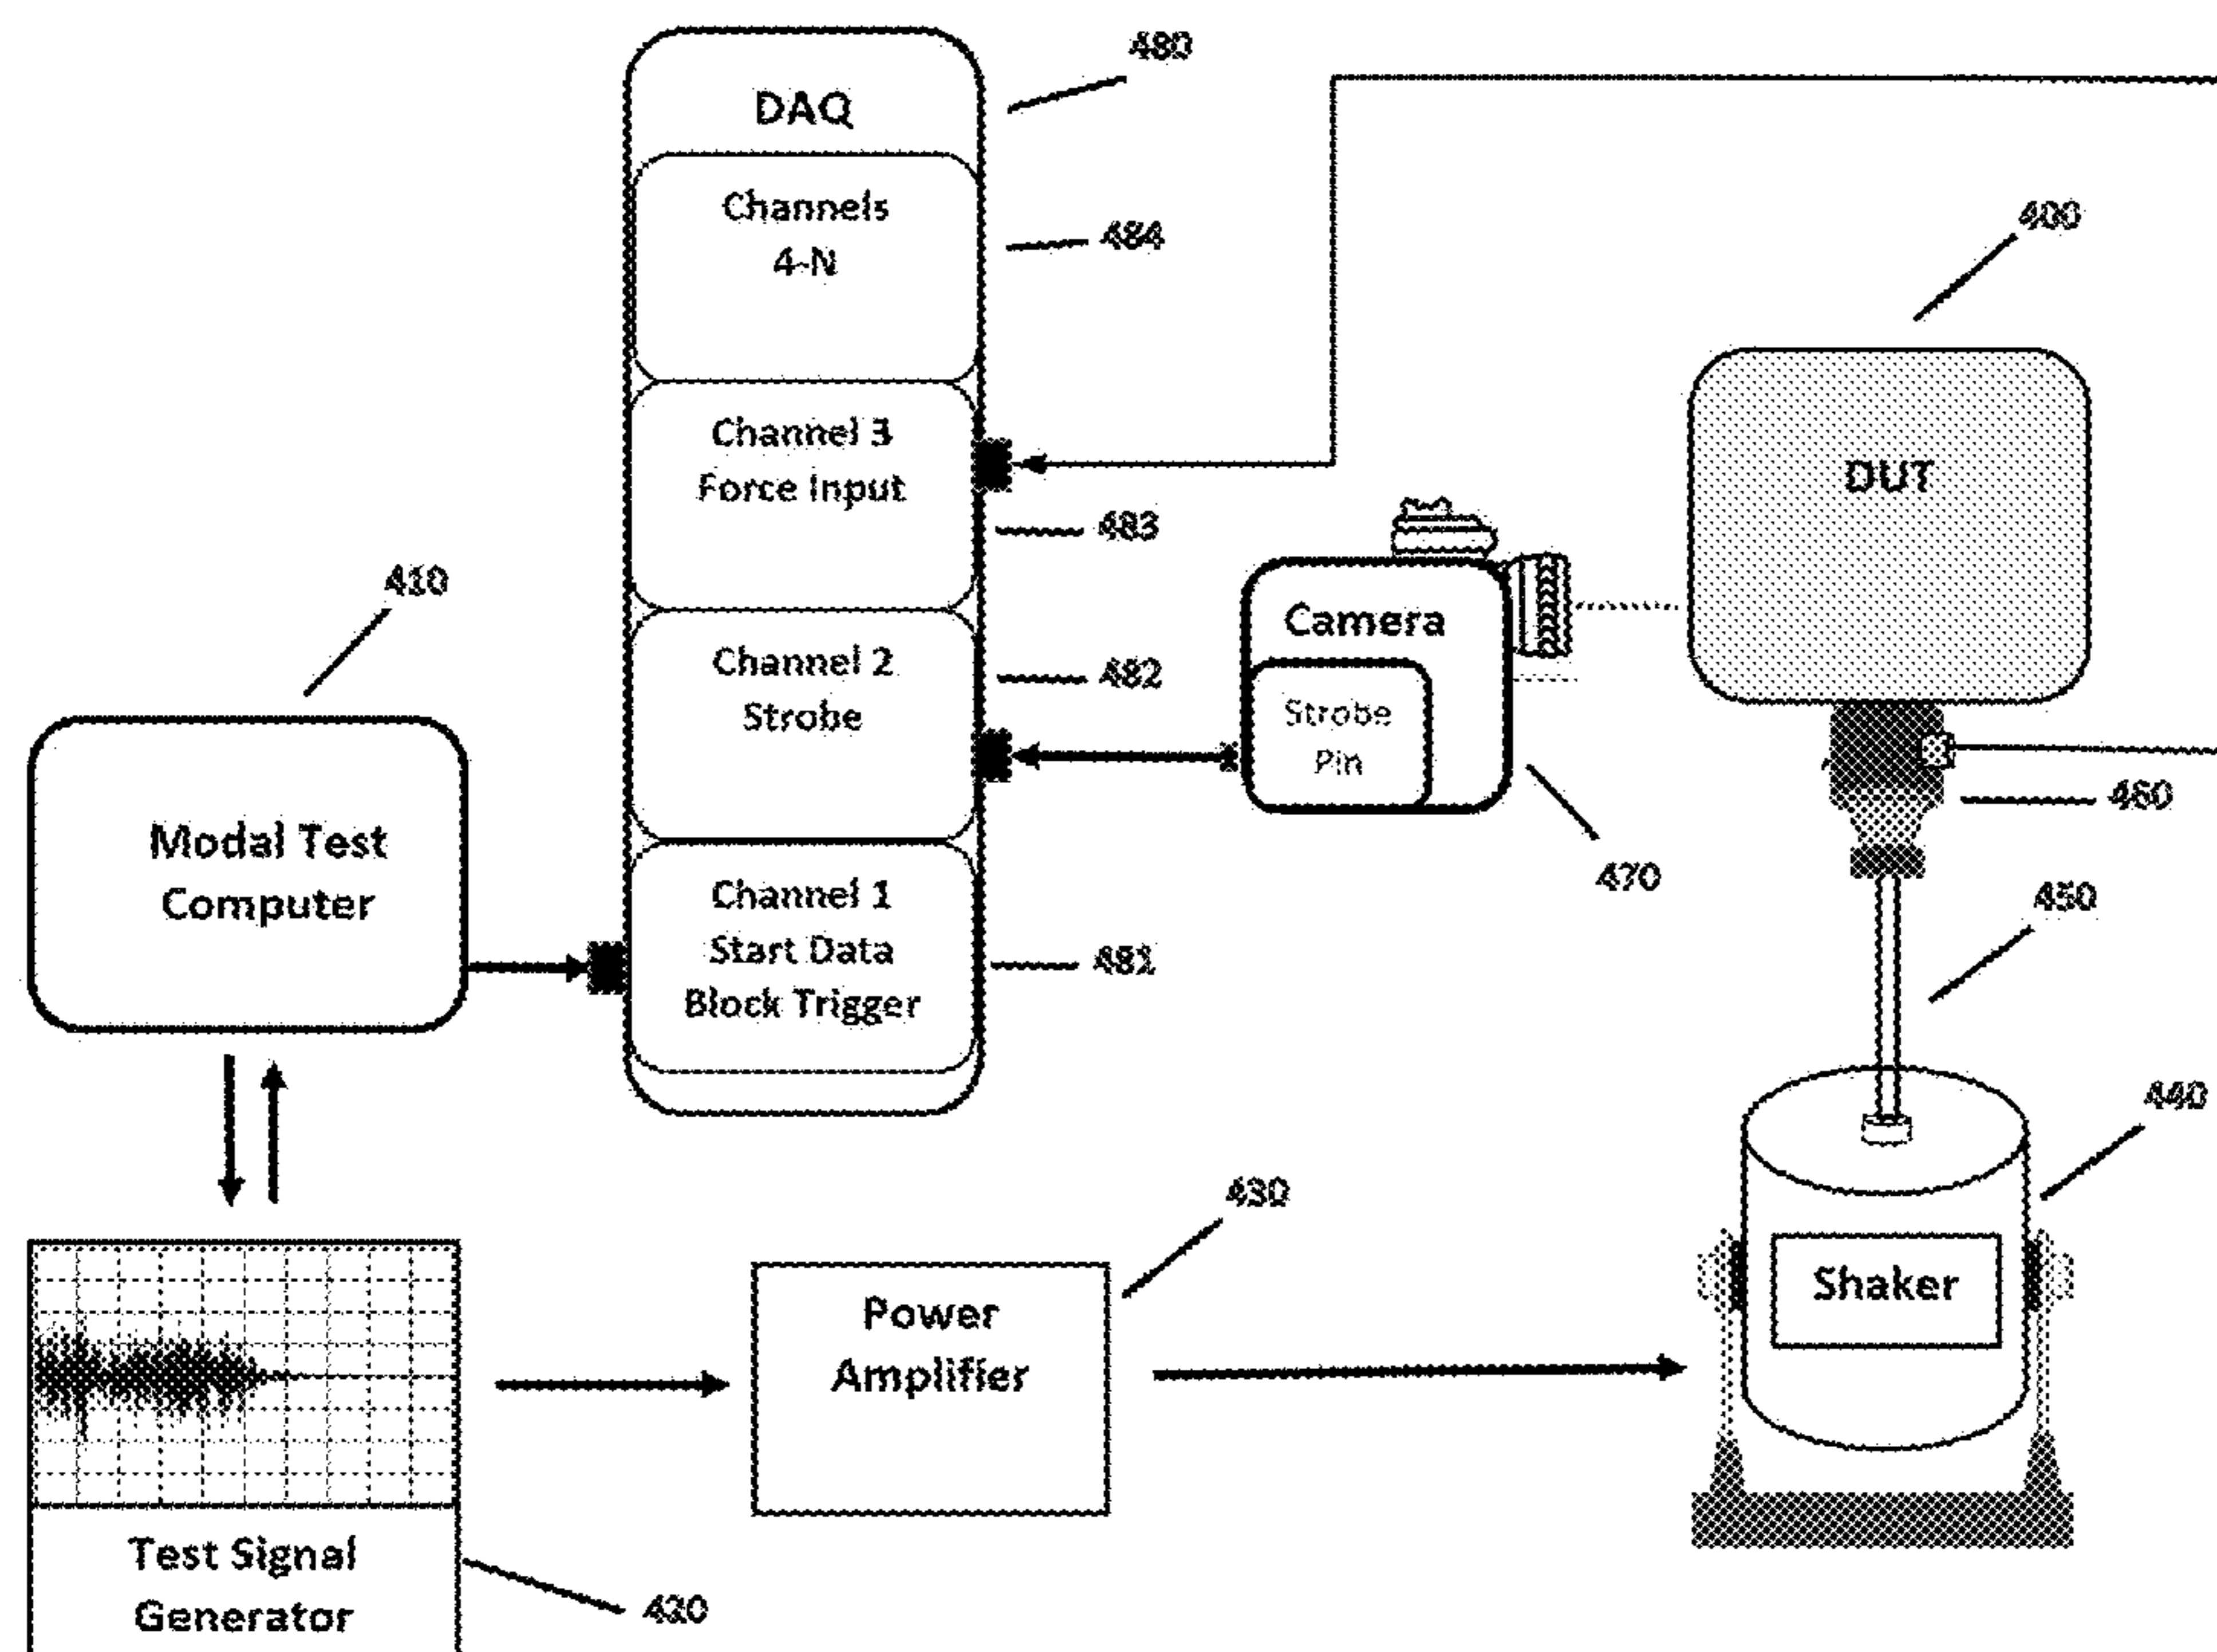 480
DAQ
Channels
4-N
484
400
Channel 3
Force Input
483
DUT
410
Camera
Strobe
Pin
470
Channel 2
Strobe
482
460
Modal Test
Computer
Channel 1
Start Data
Block Trigger
481
450
440
430
Power
Amplifier
Shaker
Test Signal
Generator
420